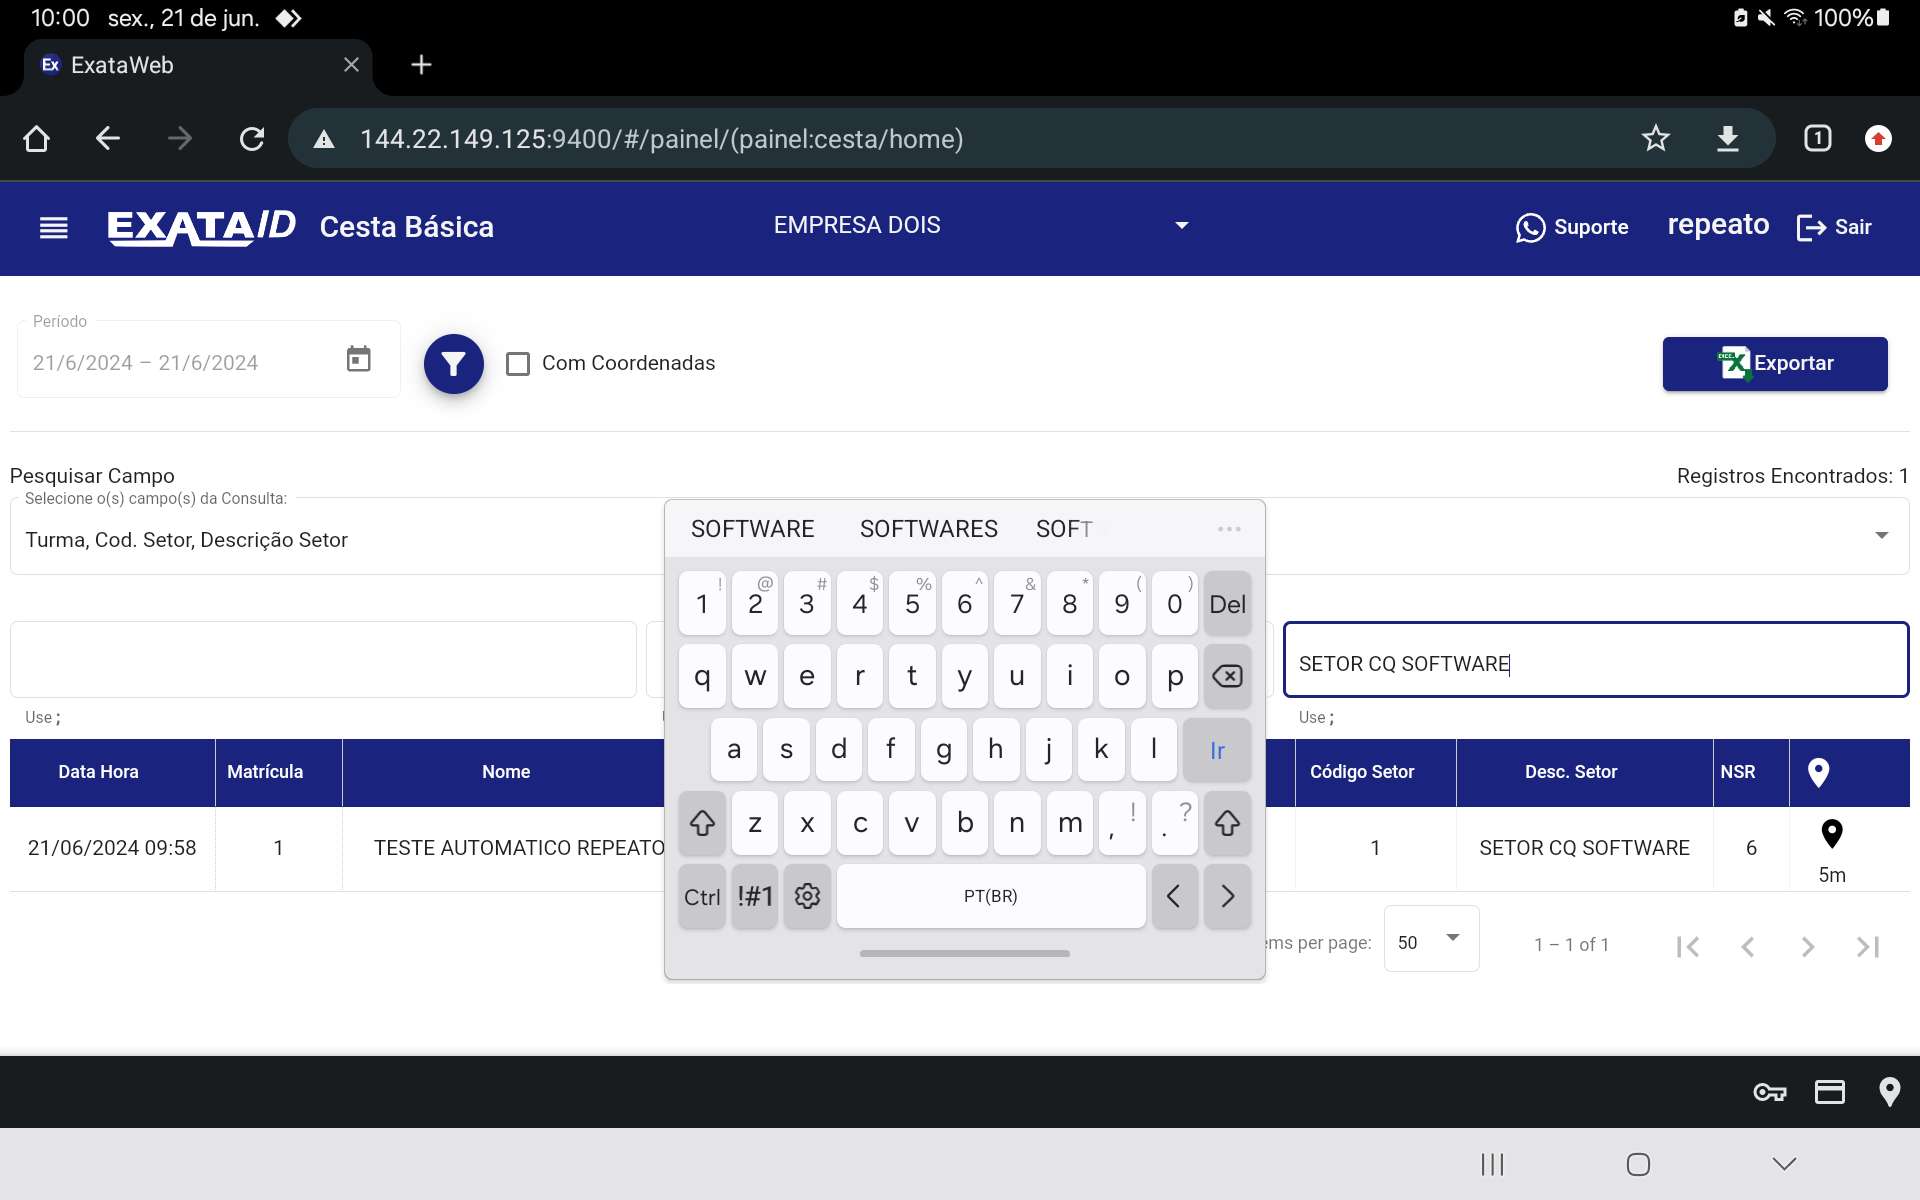 10:00 sex., 21 de jun.
100%
Ex ExataWeb
144.22.149.125:9400/#/painel/(painel:cesta/home)
1
EXATA ID Cesta Básica
EMPRESA DOIS
Suporte
repeato
Sair
Período
21/6/2024 – 21/6/2024
Com Coordenadas
Exportar
Pesquisar Campo
Registros Encontrados: 1
Selecione o(s) campo(s) da Consulta:
Turma, Cod. Setor, Descrição Setor
SOFTWARE SOFTWARES SOFT
! @ # $ % ^ & * ( )
1 2 3 4 5 6 7 8 9 0 Del
q w e r t y u i o p
a s d f g h j k l Ir
z x c v b n m , ! . ?
Ctrl !#1 PT(BR) < >
SETOR CQ SOFTWARE
Use ;
Use ;
Data Hora Matrícula Nome Código Setor Desc. Setor NSR
21/06/2024 09:58 1 TESTE AUTOMATICO REPEATO 1 SETOR CQ SOFTWARE 6
5m
ems per page: 50 1 – 1 of 1